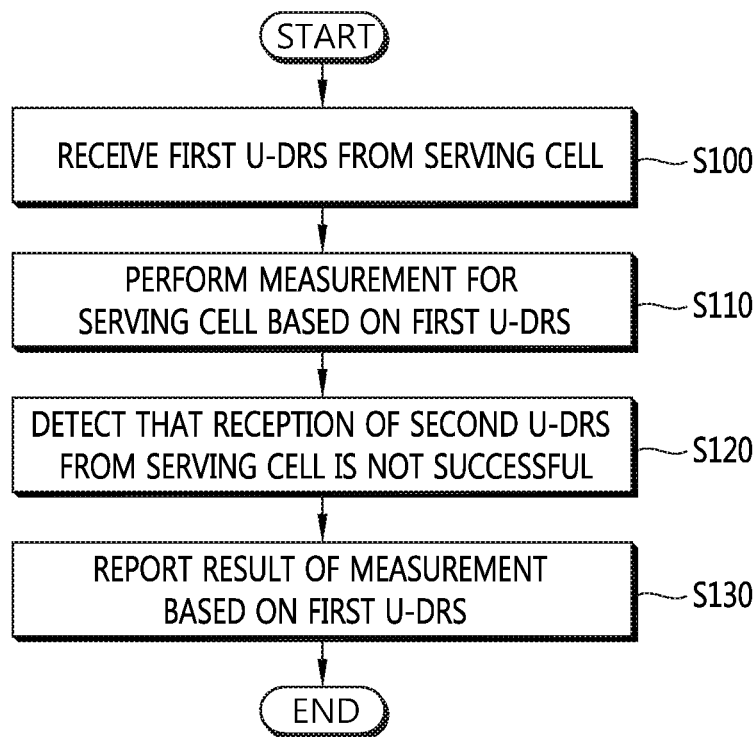 START
RECEIVE FIRST U-DRS FROM SERVING CELL
S100
PERFORM MEASUREMENT FOR
SERVING CELL BASED ON FIRST U-DRS
S110
DETECT THAT RECEPTION OF SECOND U-DRS
FROM SERVING CELL IS NOT SUCCESSFUL
S120
REPORT RESULT OF MEASUREMENT
BASED ON FIRST U-DRS
S130
END